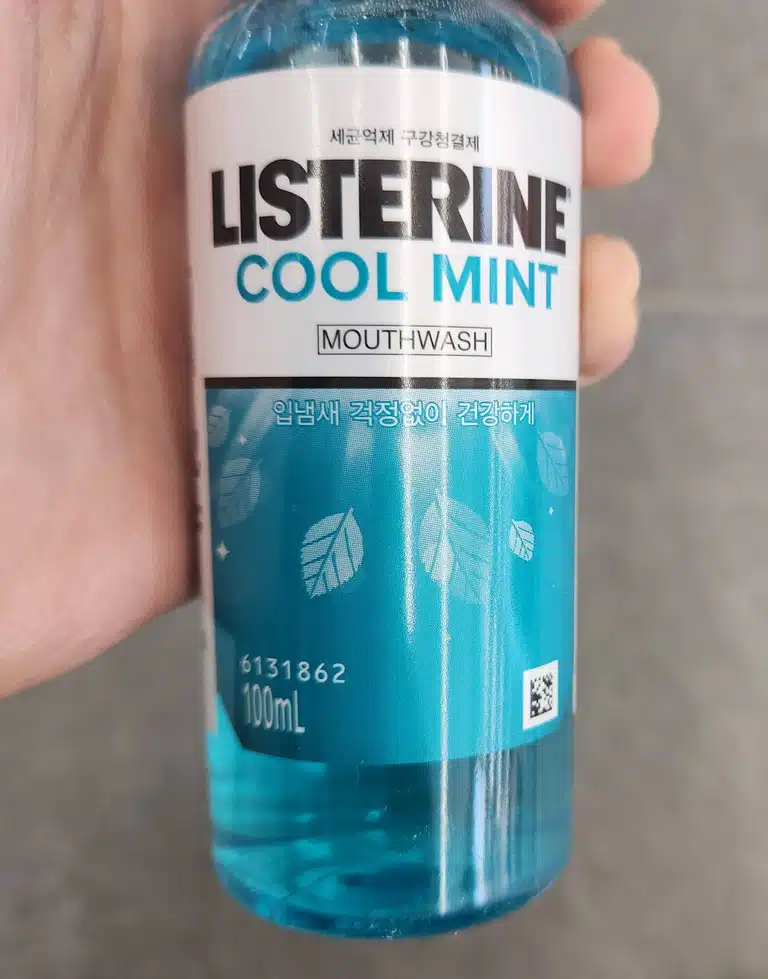 세균억제 구강청결제
LISTERINE
COOL MINT
MOUTHWASH
입냄새 걱정없이 건강하게
6131862
100mL